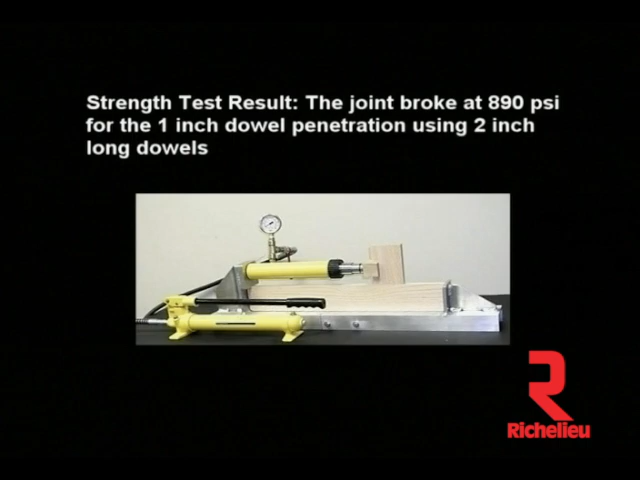 Strength Test Result: The joint broke at 890 psi
for the 1 inch dowel penetration using 2 inch
long dowels
Richelieu